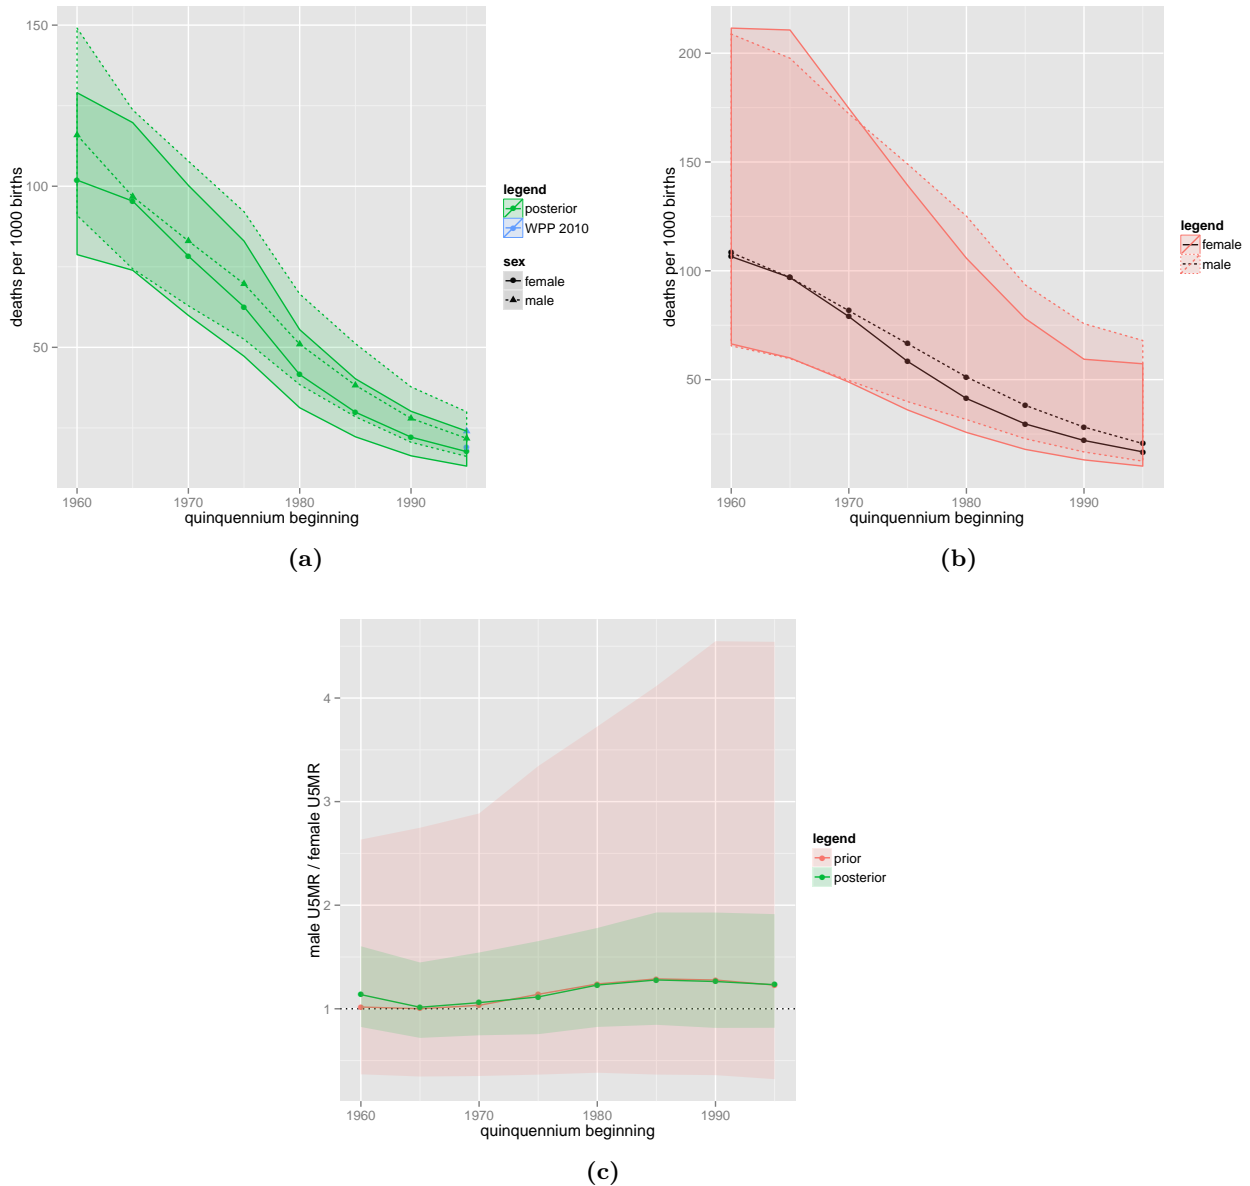 150
100
50
deaths per 1000 births
1960
1970
1980
1990
quinquennium beginning
legend
posterior
WPP 2010
sex
female
male
(a)
200
150
100
50
deaths per 1000 births
1960
1970
1980
1990
quinquennium beginning
legend
female
male
(b)
4
3
2
1
male U5MR / female U5MR
1960
1970
1980
1990
quinquennium beginning
legend
prior
posterior
(c)